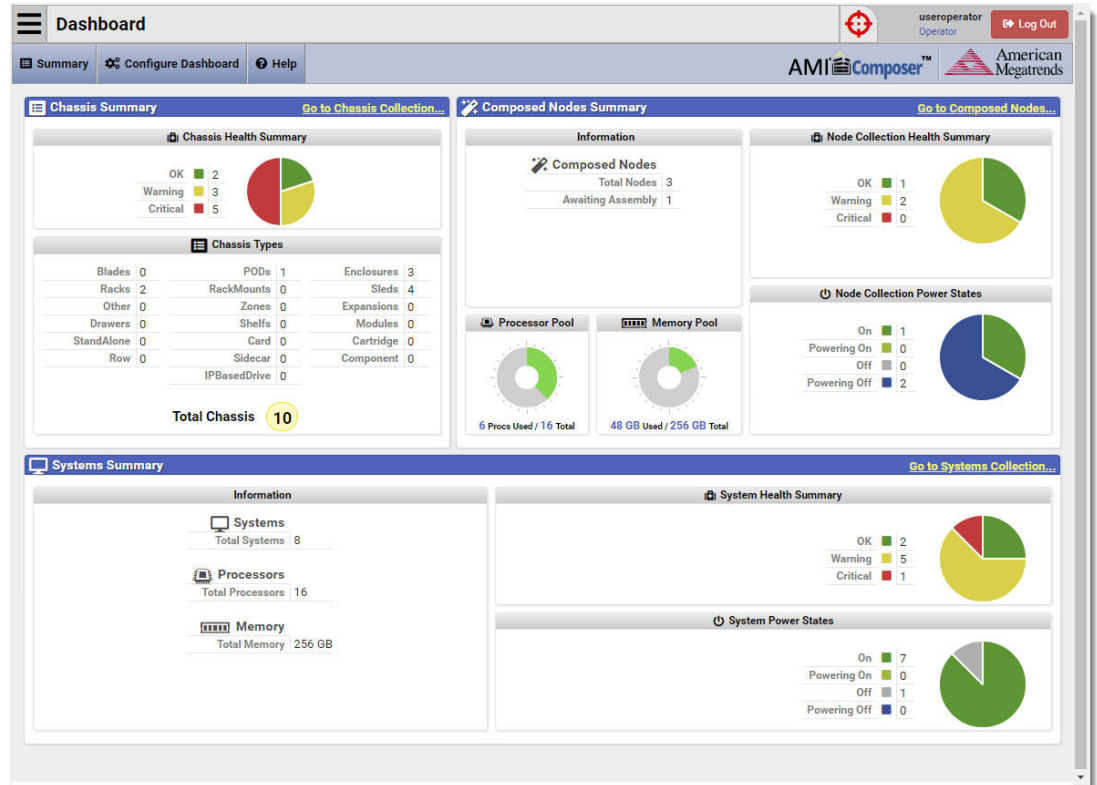 Dashboard
useroperator
Operator
Log Out
Summary
Configure Dashboard
Help
AMI Composer™
American
Megatrends
Chassis Summary
Go to Chassis Collection...
Chassis Health Summary
OK 2
Warning 3
Critical 5
Chassis Types
Blades 0 PODs 1 Enclosures 3
Racks 2 RackMounts 0 Sleds 4
Other 0 Zones 0 Expansions 0
Drawers 0 Shelfs 0 Modules 0
StandAlone 0 Card 0 Cartridge 0
Row 0 Sidecar 0 Component 0
IPBasedDrive 0
Total Chassis 10
Composed Nodes Summary
Go to Composed Nodes...
Information
Composed Nodes
Total Nodes 3
Awaiting Assembly 1
Node Collection Health Summary
OK 1
Warning 2
Critical 0
Processor Pool
6 Procs Used / 16 Total
Memory Pool
48 GB Used / 256 GB Total
Node Collection Power States
On 1
Powering On 0
Off 0
Powering Off 2
Systems Summary
Go to Systems Collection...
Information
Systems
Total Systems 8
Processors
Total Processors 16
Memory
Total Memory 256 GB
System Health Summary
OK 2
Warning 5
Critical 1
System Power States
On 7
Powering On 0
Off 1
Powering Off 0